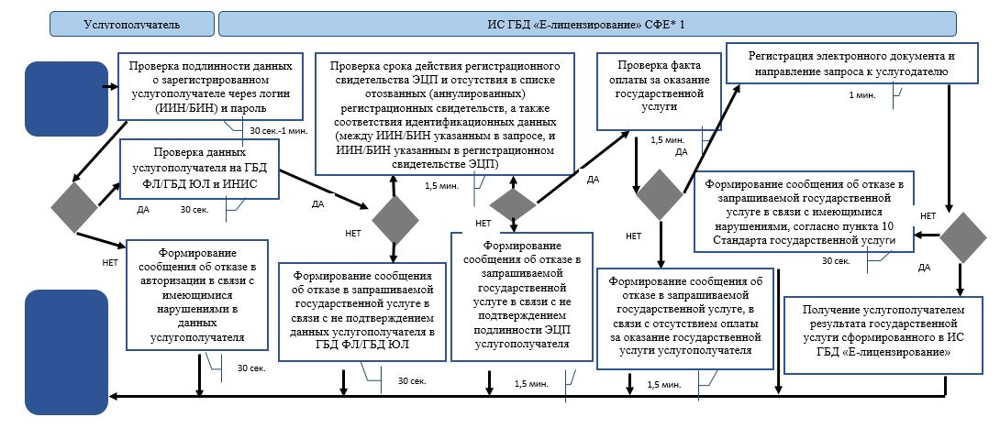 Услугополучатель
ИС ГБД «Е-лицензирование» СФЕ* 1
Проверка подлинности данных
о зарегистрированном
услугополучателе через логин
(ИИН/БИН) и пароль
30 сек.-1 мин.
Проверка данных
услугополучателя на ГБД
ФЛ/ГБД ЮЛ и ИНИС
ДА
30 сек.
НЕТ
Формирование
сообщения об отказе в
авторизации в связи с
имеющимися
нарушениями в
данных
услугополучателя
30 сек.
Проверка срока действия регистрационного
свидетельства ЭЦП и отсутствия в списке
отозванных (аннулированных)
регистрационных свидетельств, а также
соответствия идентификационных данных
(между ИИН/БИН указанным в запросе, и
ИИН/БИН указанным в регистрационном
свидетельстве ЭЦП)
1,5 мин.
ДА
НЕТ
Формирование сообщения
об отказе в запрашиваемой
государственной услуге в
связи с не подтверждением
данных услугополучателя в
ГБД ФЛ/ГБД ЮЛ
30 сек.
ДА
НЕТ
Формирование
сообщения об отказе в
запрашиваемой
государственной
услуге в связи с не
подтверждением
подлинности ЭЦП
услугополучателя
1,5 мин.
Проверка факта
оплаты за оказание
государственной
услуги
1,5 мин.
ДА
НЕТ
Формирование сообщения об
отказе в запрашиваемой
государственной услуге, в
связи с отсутствием оплаты
за оказание государственной
услуги услугополучателя
1,5 мин.
Регистрация электронного документа и
направление запроса к услугодателю
1 мин.
Формирование сообщения об отказе в
запрашиваемой государственной
услуге в связи с имеющимися
нарушениями, согласно пункта 10
Стандарта государственной услуги
30 сек.
НЕТ
ДА
Получение услугополучателем
результата государственной
услуги сформированного в ИС
ГБД «Е-лицензирование»